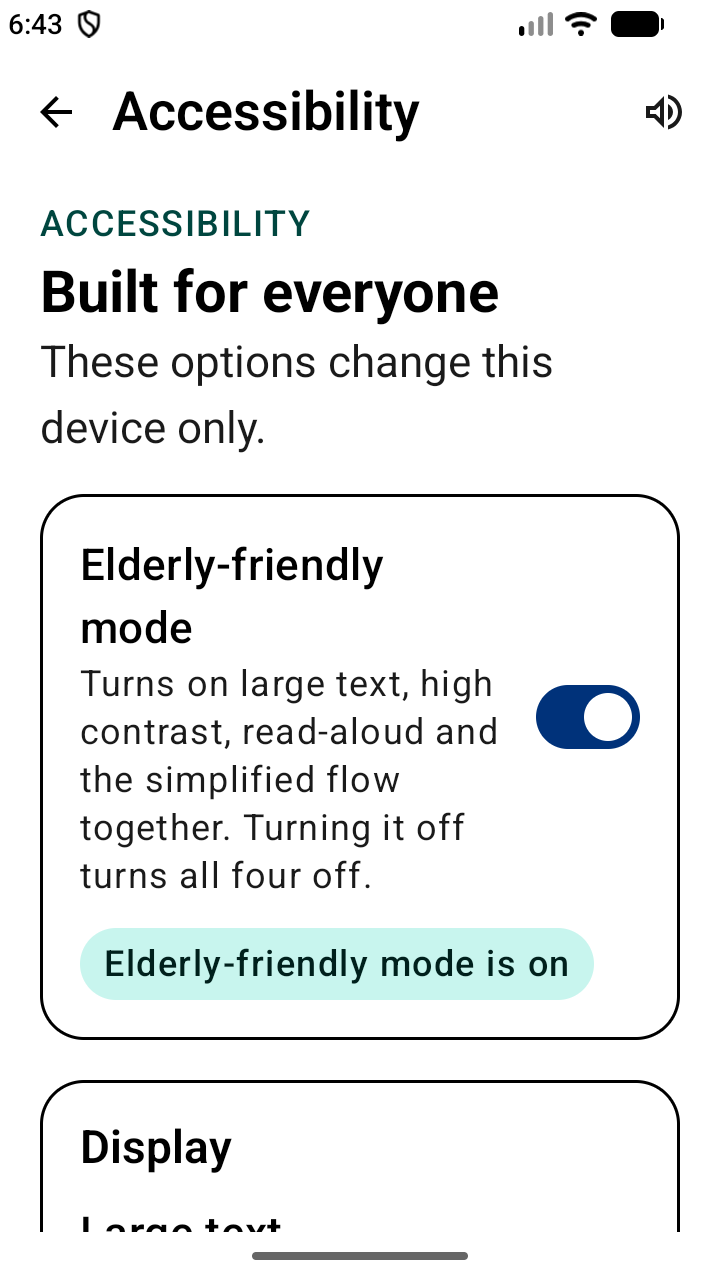 6:43
Accessibility
ACCESSIBILITY
Built for everyone
These options change this
device only.
Elderly-friendly
mode
Turns on large text, high
contrast, read-aloud and
the simplified flow
together. Turning it off
turns all four off.
Elderly-friendly mode is on
Display
Large text